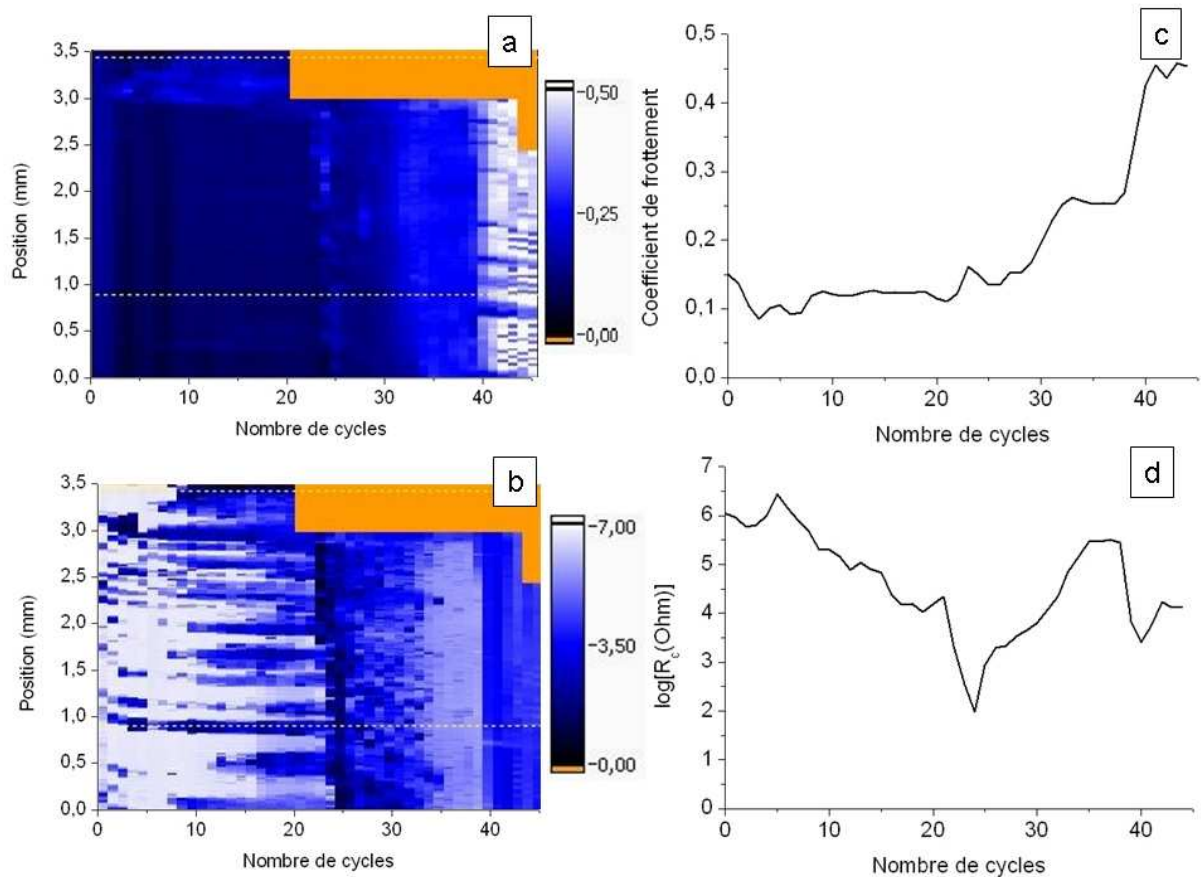 a
3,5
3,0
2,5
2,0
1,5
1,0
0,5
0,0
Position (mm)
0 10 20 30 40
Nombre de cycles
0,50
0,25
0,00
c
0,5
0,4
0,3
0,2
0,1
0,0
Coefficient de frottement
0 10 20 30 40
Nombre de cycles
b
3,5
3,0
2,5
2,0
1,5
1,0
0,5
0,0
Position (mm)
0 10 20 30 40
Nombre de cycles
7,00
3,50
0,00
d
7
6
5
4
3
2
1
0
log[R_c(Ohm)]
0 10 20 30 40
Nombre de cycles